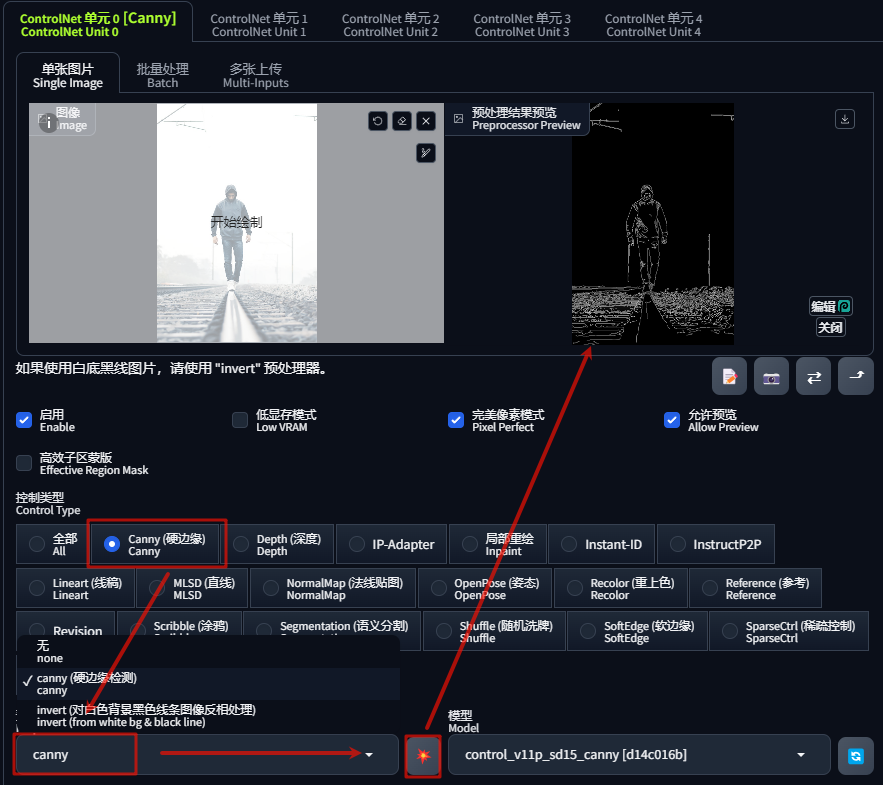 ControlNet 单元 0 [Canny]
ControlNet Unit 0
ControlNet 单元 1
ControlNet Unit 1
ControlNet 单元 2
ControlNet Unit 2
ControlNet 单元 3
ControlNet Unit 3
ControlNet 单元 4
ControlNet Unit 4
单张图片
Single Image
批量处理
Batch
多张上传
Multi-Inputs
图像
Image
开始绘制
预处理结果预览
Preprocessor Preview
编辑
关闭
如果使用白底黑线图片，请使用 "invert" 预处理器。
启用
Enable
低显存模式
Low VRAM
完美像素模式
Pixel Perfect
允许预览
Allow Preview
高效子区蒙版
Effective Region Mask
控制类型
Control Type
全部
All
Canny (硬边缘)
Canny
Depth (深度)
Depth
IP-Adapter
局部重绘
Inpaint
Instant-ID
InstructP2P
Lineart (线稿)
Lineart
MLSD (直线)
MLSD
NormalMap (法线贴图)
NormalMap
OpenPose (姿态)
OpenPose
Recolor (重上色)
Recolor
Reference (参考)
Reference
Revision
Scribble (涂鸦)
Segmentation (语义分割)
Shuffle (随机洗牌)
Shuffle
SoftEdge (软边缘)
SoftEdge
SparseCtrl (稀疏控制)
SparseCtrl
无
none
canny (硬边缘检测)
canny
invert (对白色背景黑色线条图像反相处理)
invert (from white bg & black line)
canny
模型
Model
control_v11p_sd15_canny [d14c016b]